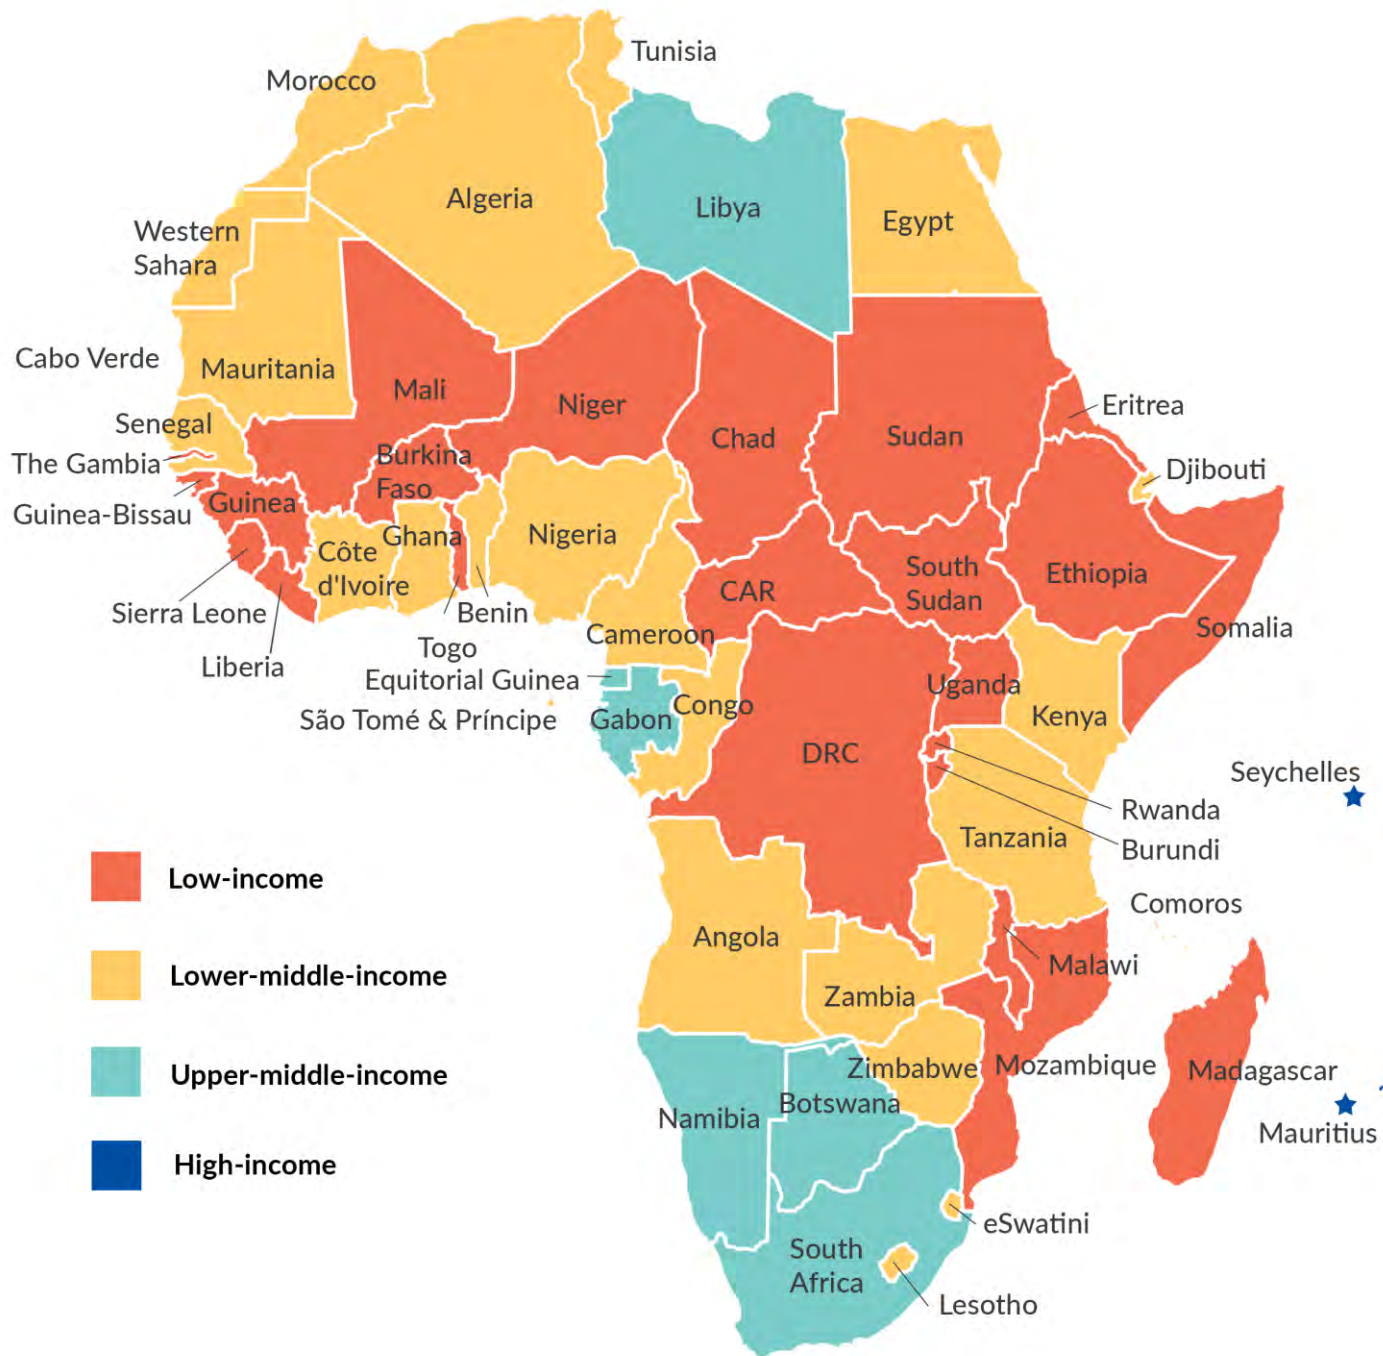 Tunisia
Morocco
Algeria
Libya
Egypt
Western
Sahara
Cabo Verde
Mauritania
Mali
Niger
Chad
Sudan
Eritrea
Senegal
The Gambia
Burkina
Faso
Djibouti
Guinea-Bissau
Guinea
Ghana
Nigeria
Côte
d'Ivoire
CAR
South
Sudan
Ethiopia
Sierra Leone
Benin
Somalia
Liberia
Togo
Cameroon
Equitorial Guinea
Uganda
São Tomé & Príncipe
Gabon
Congo
Kenya
DRC
Seychelles
Rwanda
Tanzania
Burundi
Comoros
Angola
Malawi
Zambia
Zimbabwe
Mozambique
Madagascar
Namibia
Botswana
Mauritius
eSwatini
South
Africa
Lesotho
Low-income
Lower-middle-income
Upper-middle-income
High-income